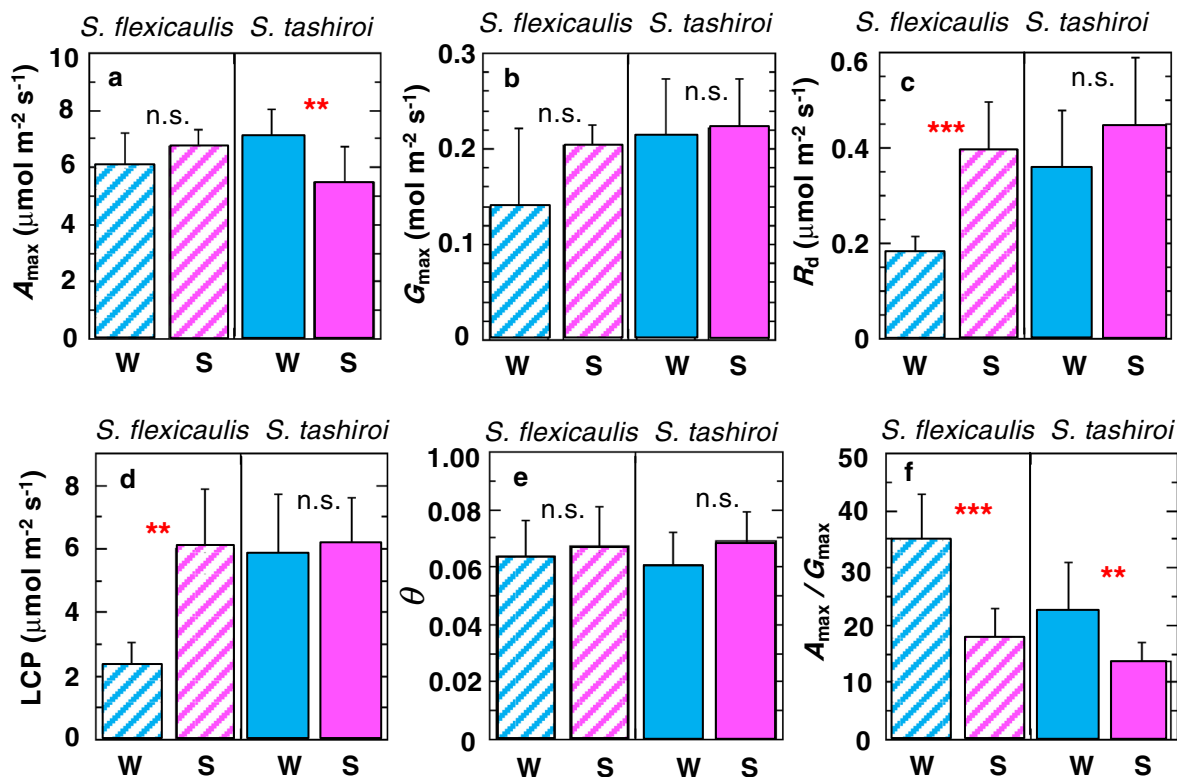 S. flexicaulis S. tashiroi S. flexicaulis S. tashiroi S. flexicaulis S. tashiroi
a
Amax (μmol m-2 s-1)
10
8
6
4
2
0
n.s.
**
W S W S
b
Gmax (mol m-2 s-1)
0.3
0.2
0.1
0
n.s.
n.s.
W S W S
c
Rd (μmol m-2 s-1)
0.6
0.4
0.2
0
***
n.s.
W S W S
S. flexicaulis S. tashiroi S. flexicaulis S. tashiroi S. flexicaulis S. tashiroi
d
LCP (μmol m-2 s-1)
8
6
4
2
0
**
n.s.
W S W S
e
θ
1.00
0.08
0.06
0.04
0.02
0
n.s.
n.s.
W S W S
f
Amax / Gmax
50
40
30
20
10
0
***
**
W S W S